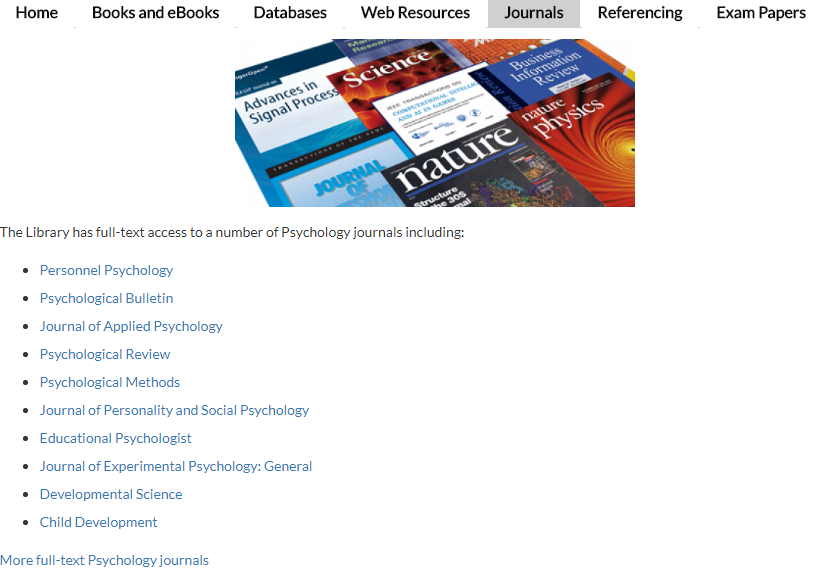 Home Books and eBooks Databases Web Resources Journals Referencing Exam Papers
Science
Advances in
Signal Process
IEEE TRANSACTIONS ON
COMPUTATIONAL INTELLI
AND AI IN GAMES
Business
Information
Review
nature
physics
JOURNAL
OF
nature
Structure
the 30S
The Library has full-text access to a number of Psychology journals including:
Personnel Psychology
Psychological Bulletin
Journal of Applied Psychology
Psychological Review
Psychological Methods
Journal of Personality and Social Psychology
Educational Psychologist
Journal of Experimental Psychology: General
Developmental Science
Child Development
More full-text Psychology journals